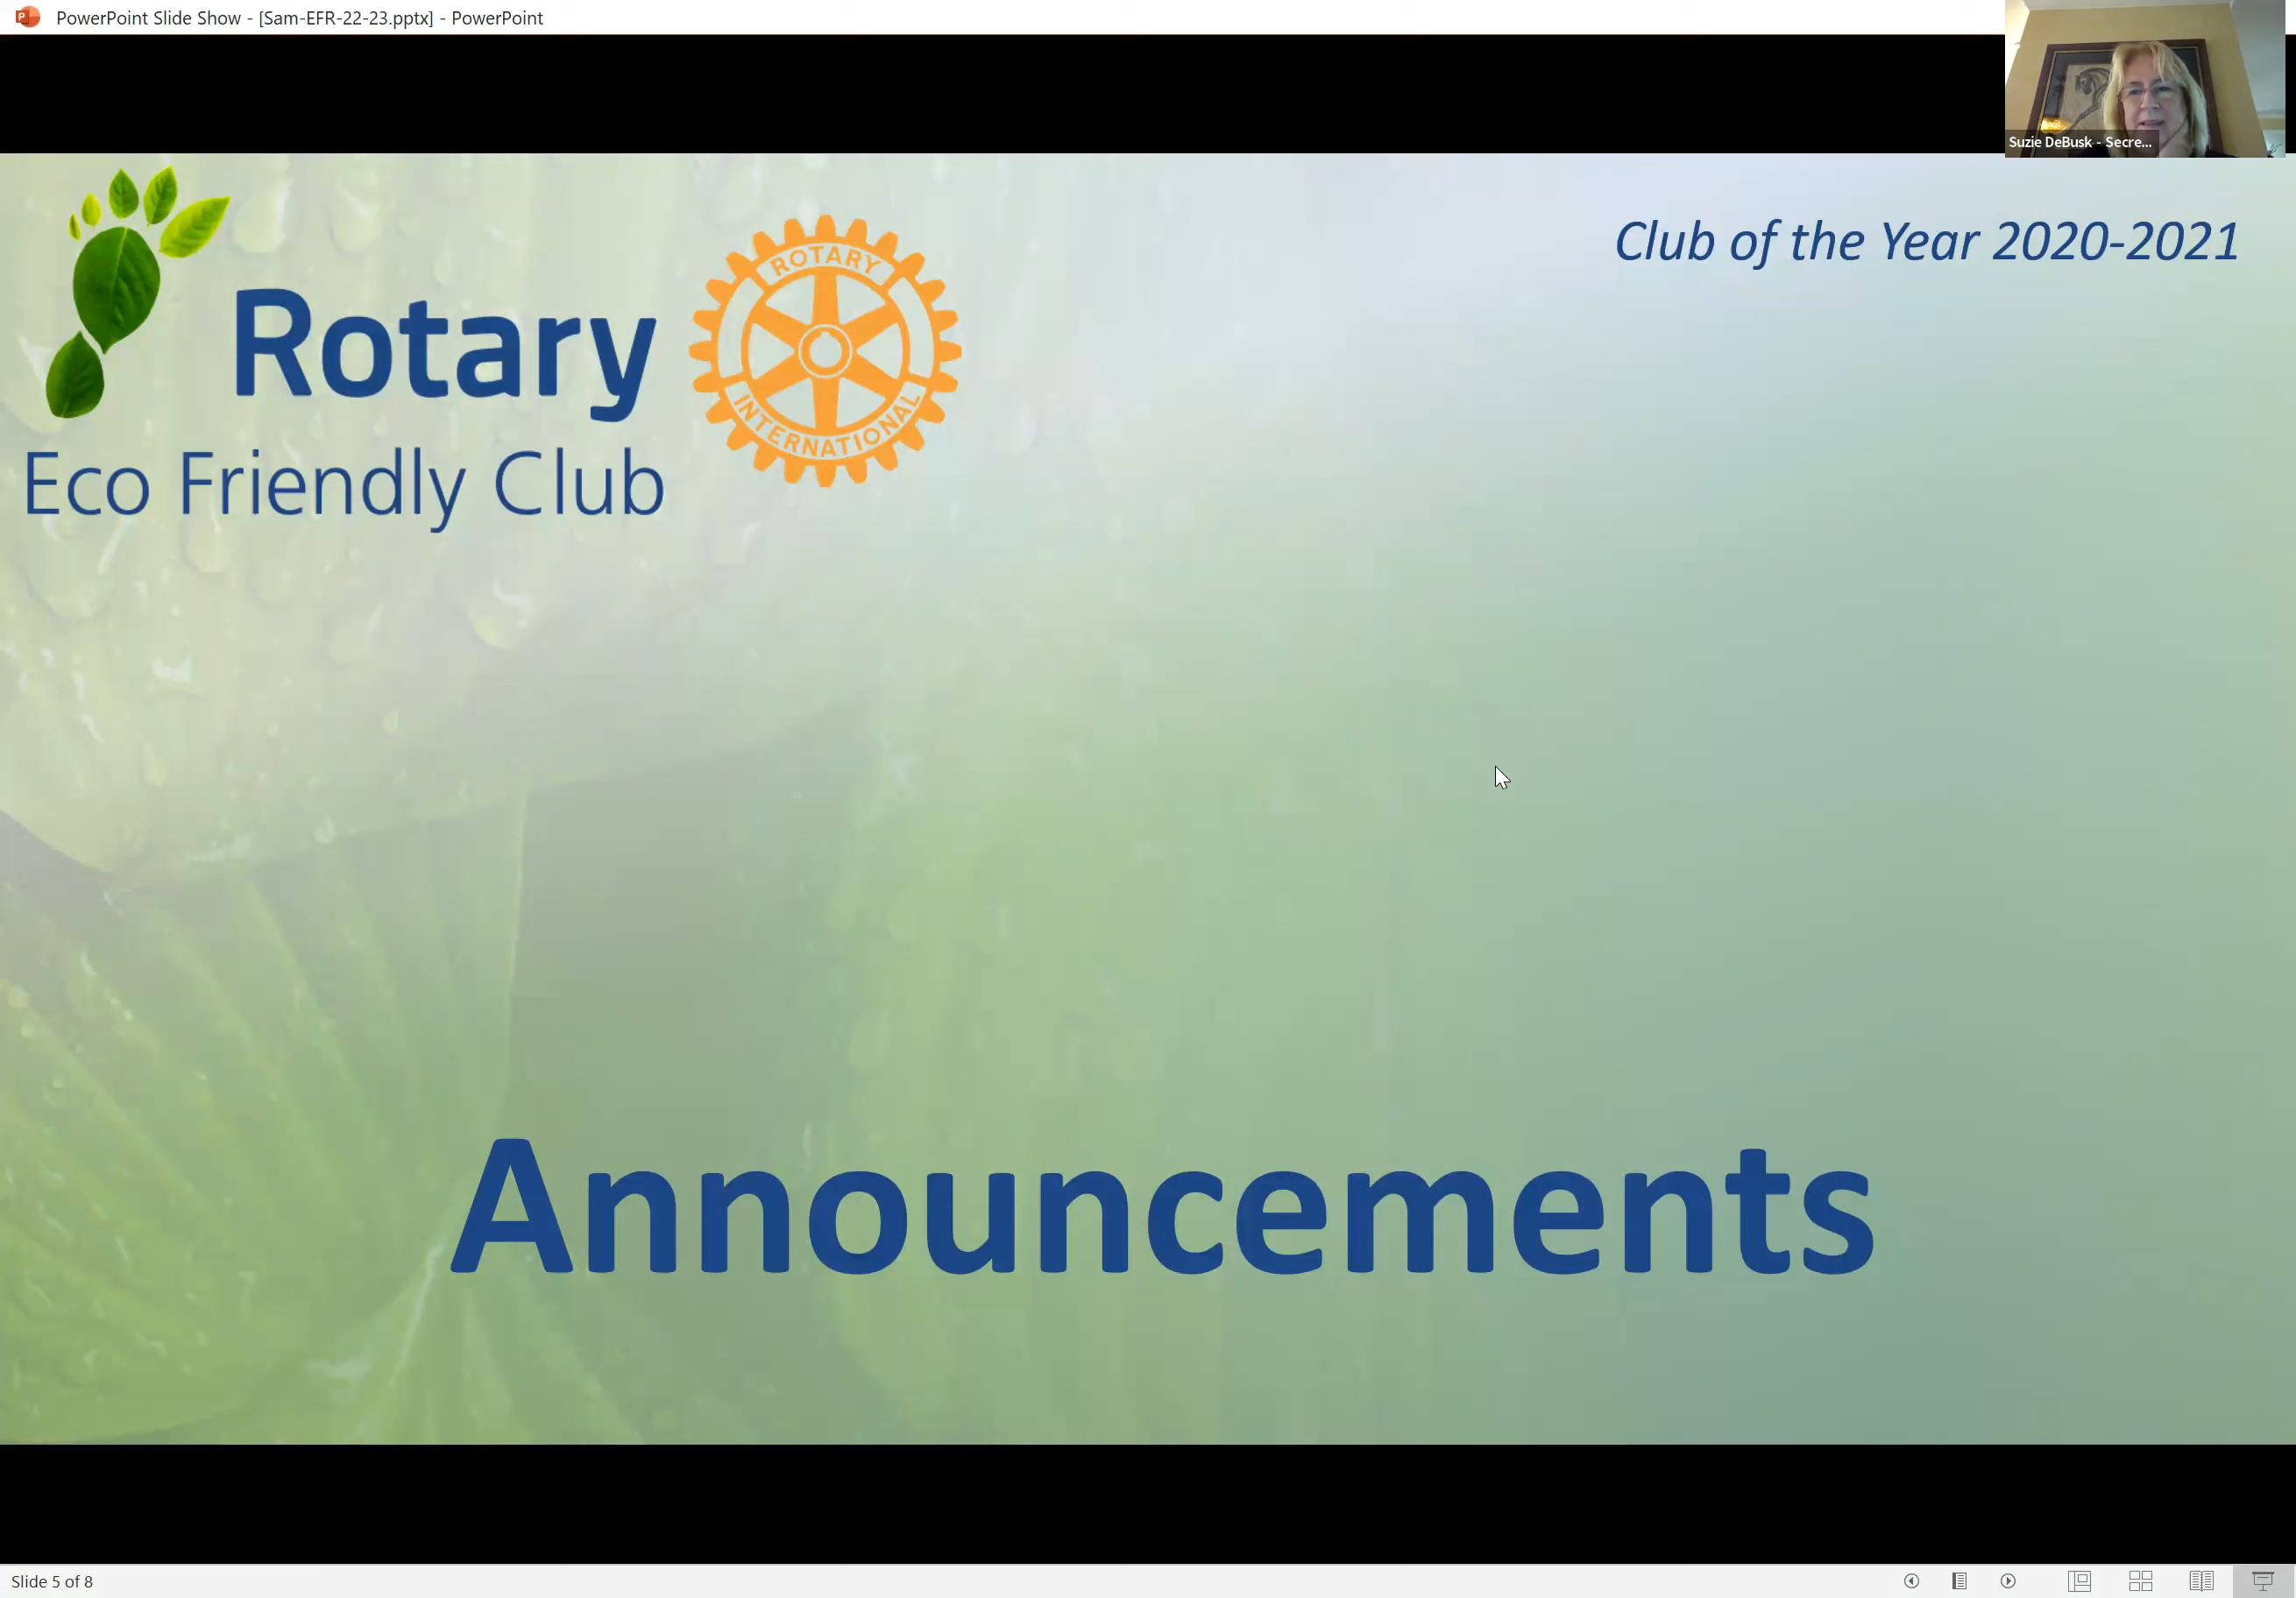 PowerPoint Slide Show - [Sam-EFR-22-23.pptx] - PowerPoint
Suzie DeBusk - Secre...
Club of the Year 2020-2021
Rotary
ROTARY
INTERNATIONAL
Eco Friendly Club
Announcements
Slide 5 of 8